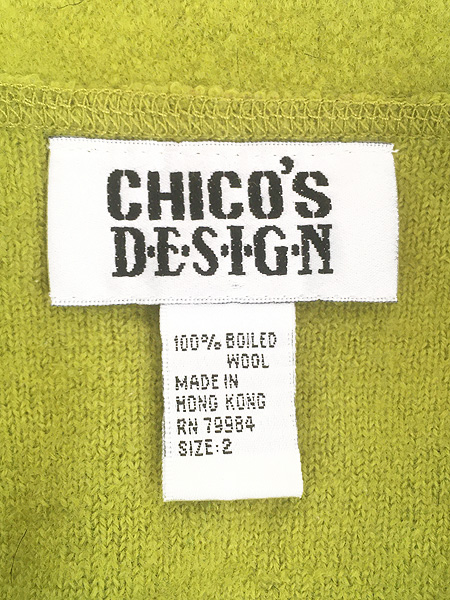 CHICO'S
D·E·S·I·G·N
100% BOILED
WOOL
MADE IN
HONG KONG
RN 79984
SIZE:2